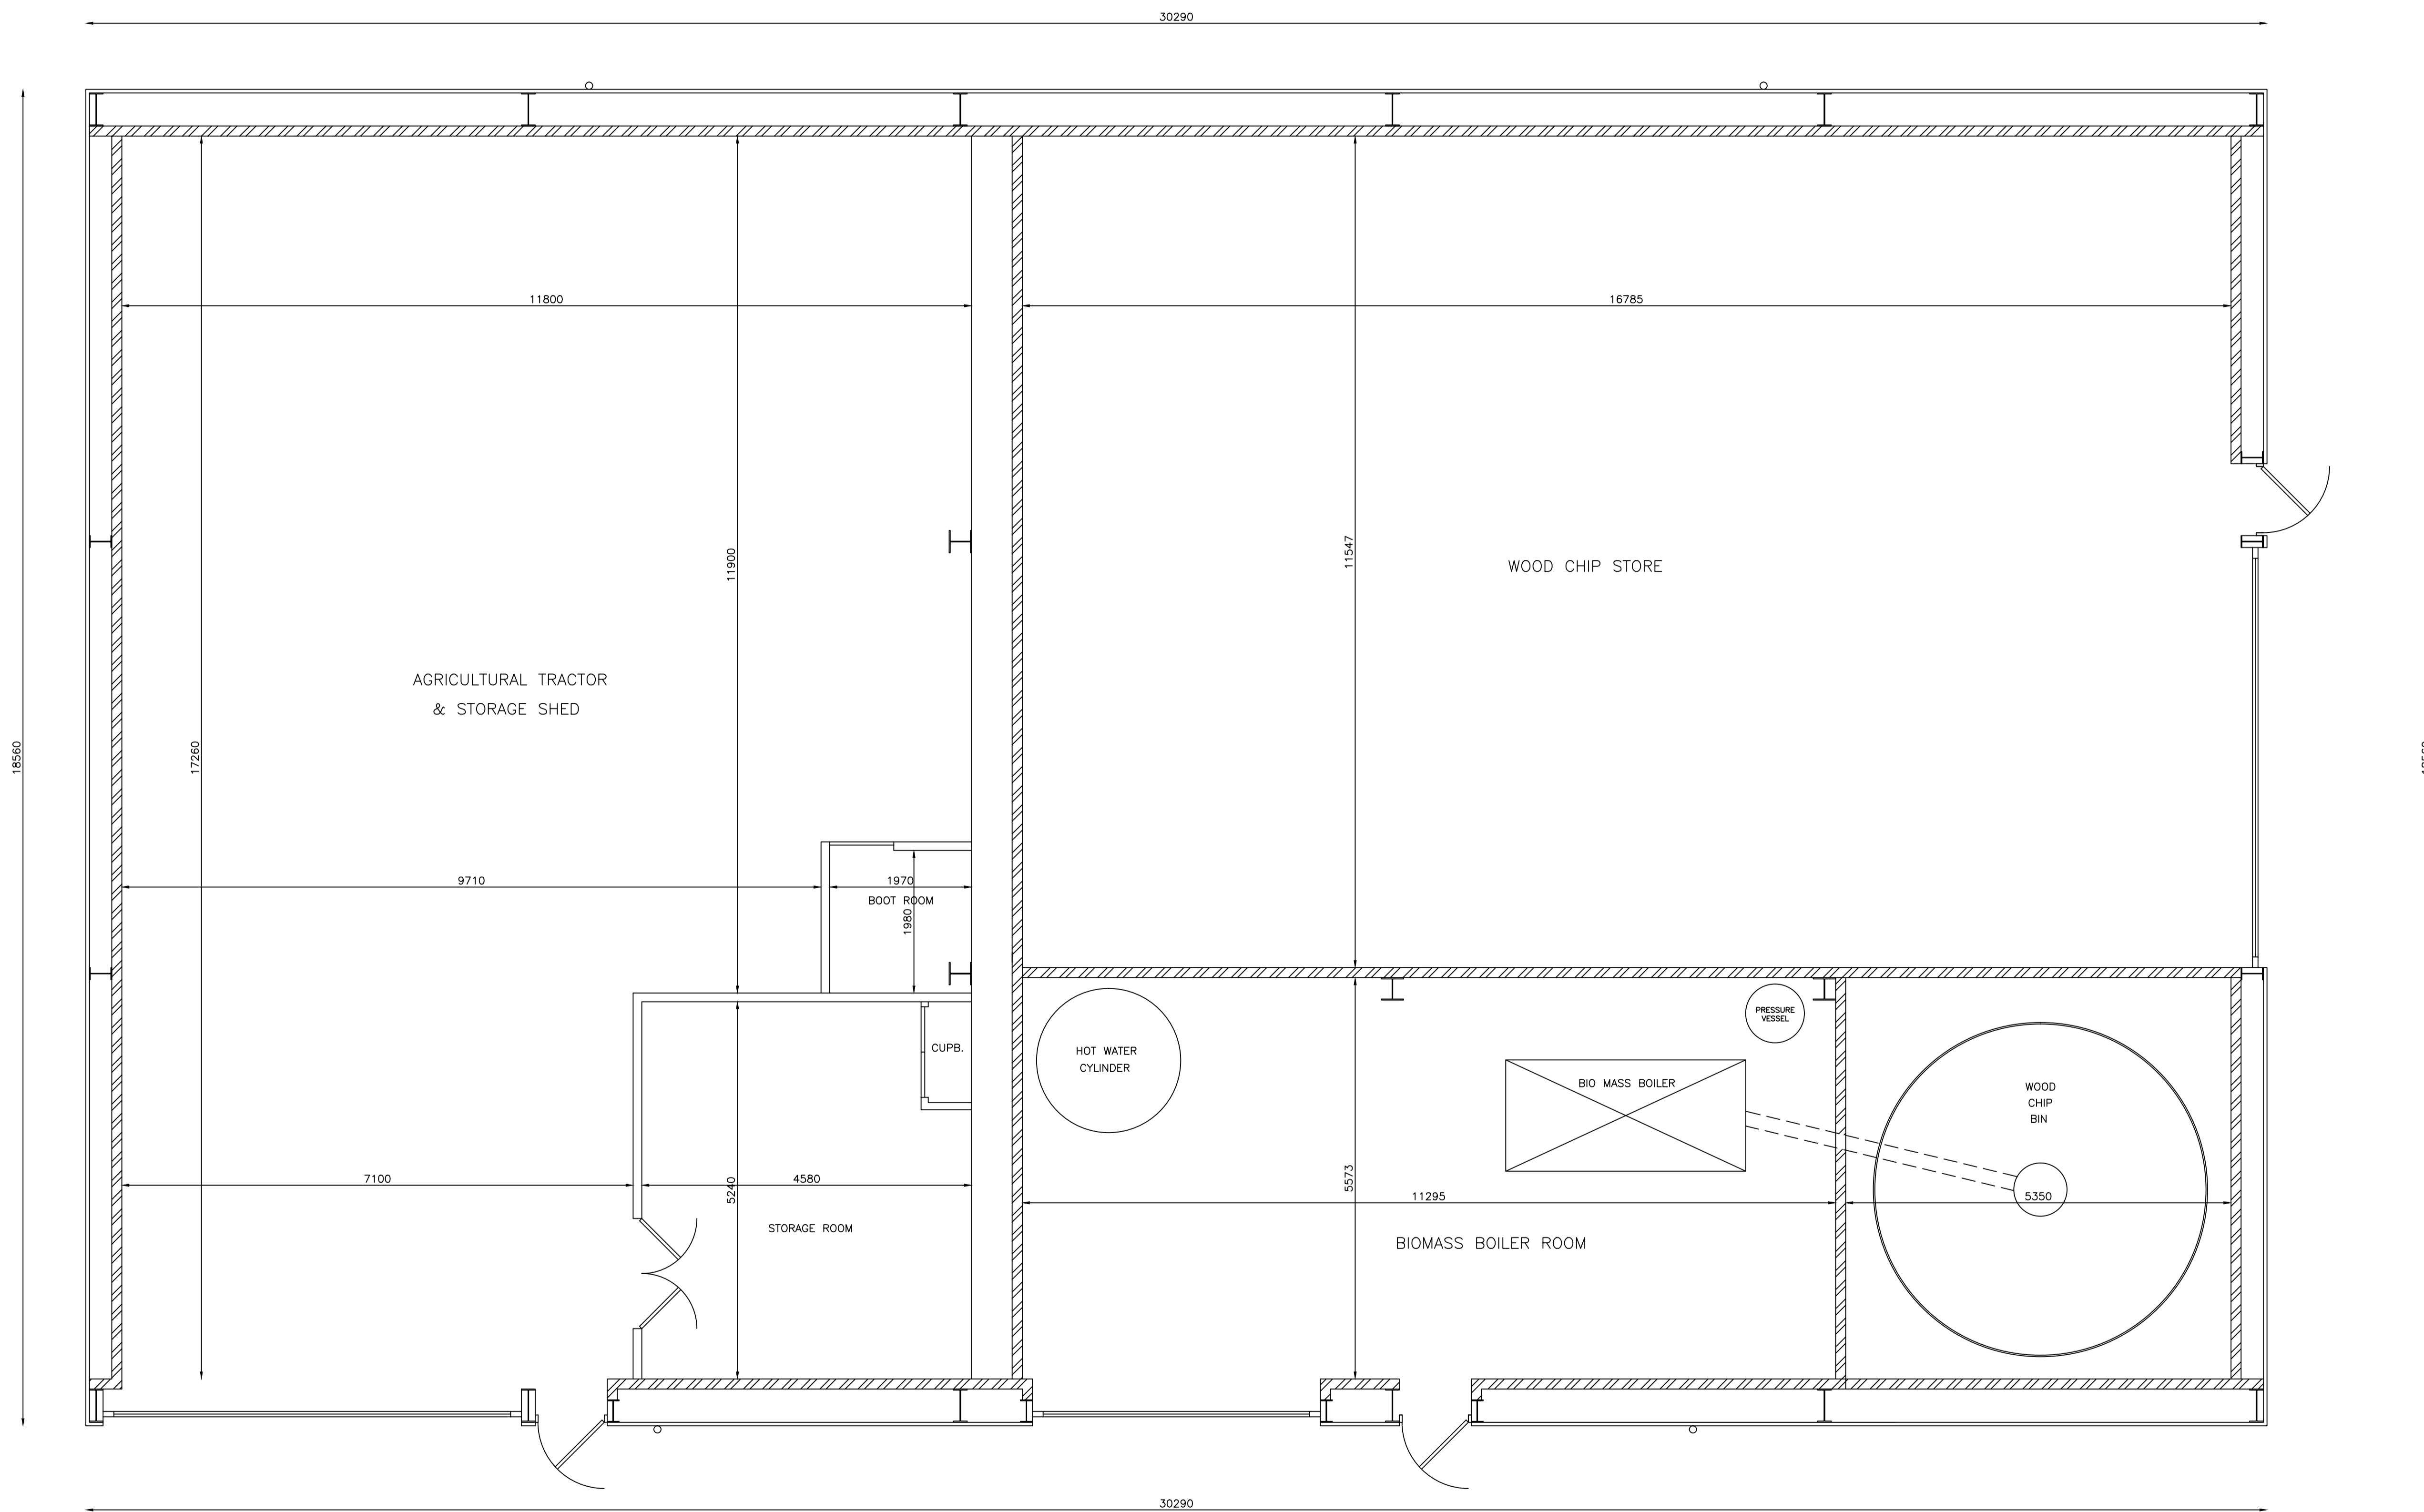 30290
11800
16785
11900
11547
WOOD CHIP STORE
AGRICULTURAL TRACTOR
& STORAGE SHED
18560
17260
18560
9710
1970
BOOT ROOM
1980
PRESSURE
VESSEL
CUPB.
HOT WATER
CYLINDER
BIO MASS BOILER
WOOD
CHIP
BIN
7100
4580
5240
5573
11295
5350
STORAGE ROOM
BIOMASS BOILER ROOM
30290